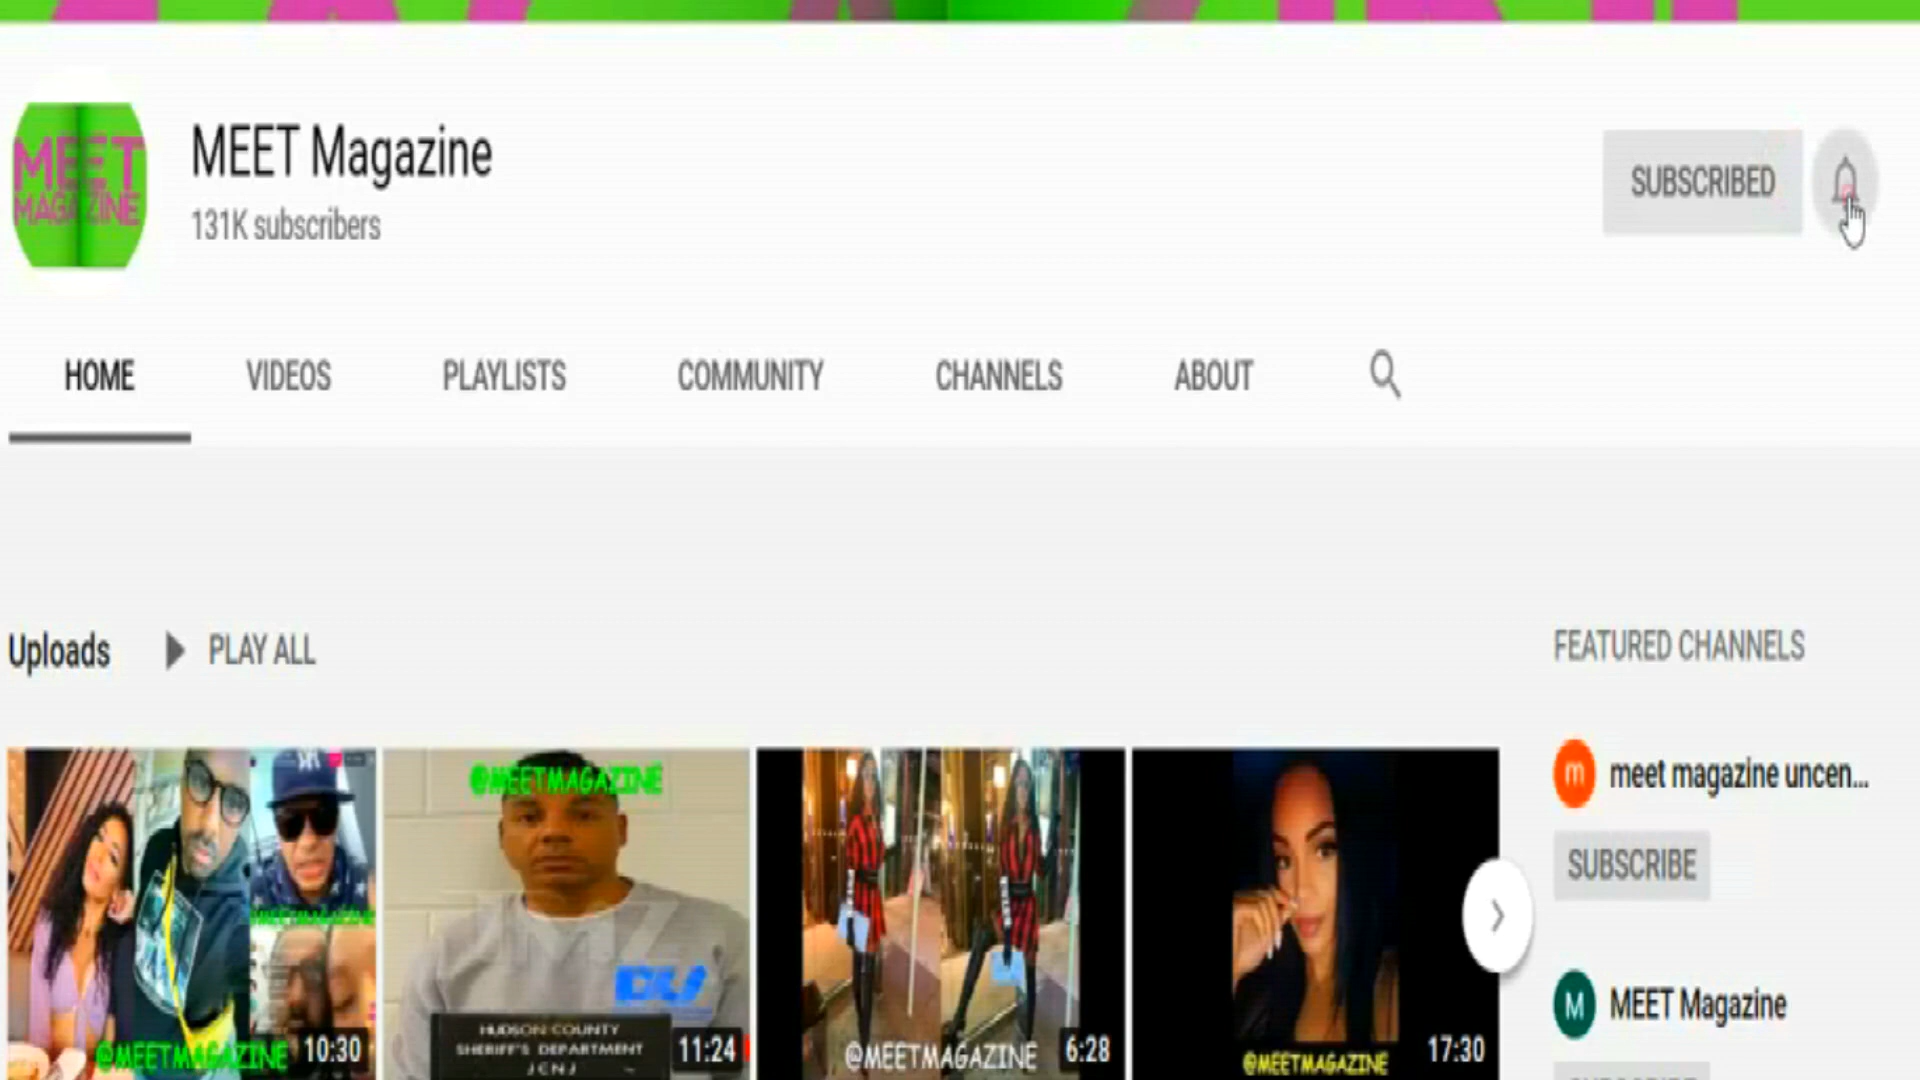 MEET
MAGAZINE
MEET Magazine
131K subscribers
SUBSCRIBED
HOME
VIDEOS
PLAYLISTS
COMMUNITY
CHANNELS
ABOUT
Uploads
PLAY ALL
FEATURED CHANNELS
@MEETMAGAZINE
10:30
@MEETMAGAZINE
HUDSON COUNTY
SHERIFF'S DEPARTMENT
JCNJ
11:24
@MEETMAGAZINE
6:28
@MEETMAGAZINE
17:30
m
meet magazine uncen...
SUBSCRIBE
M
MEET Magazine